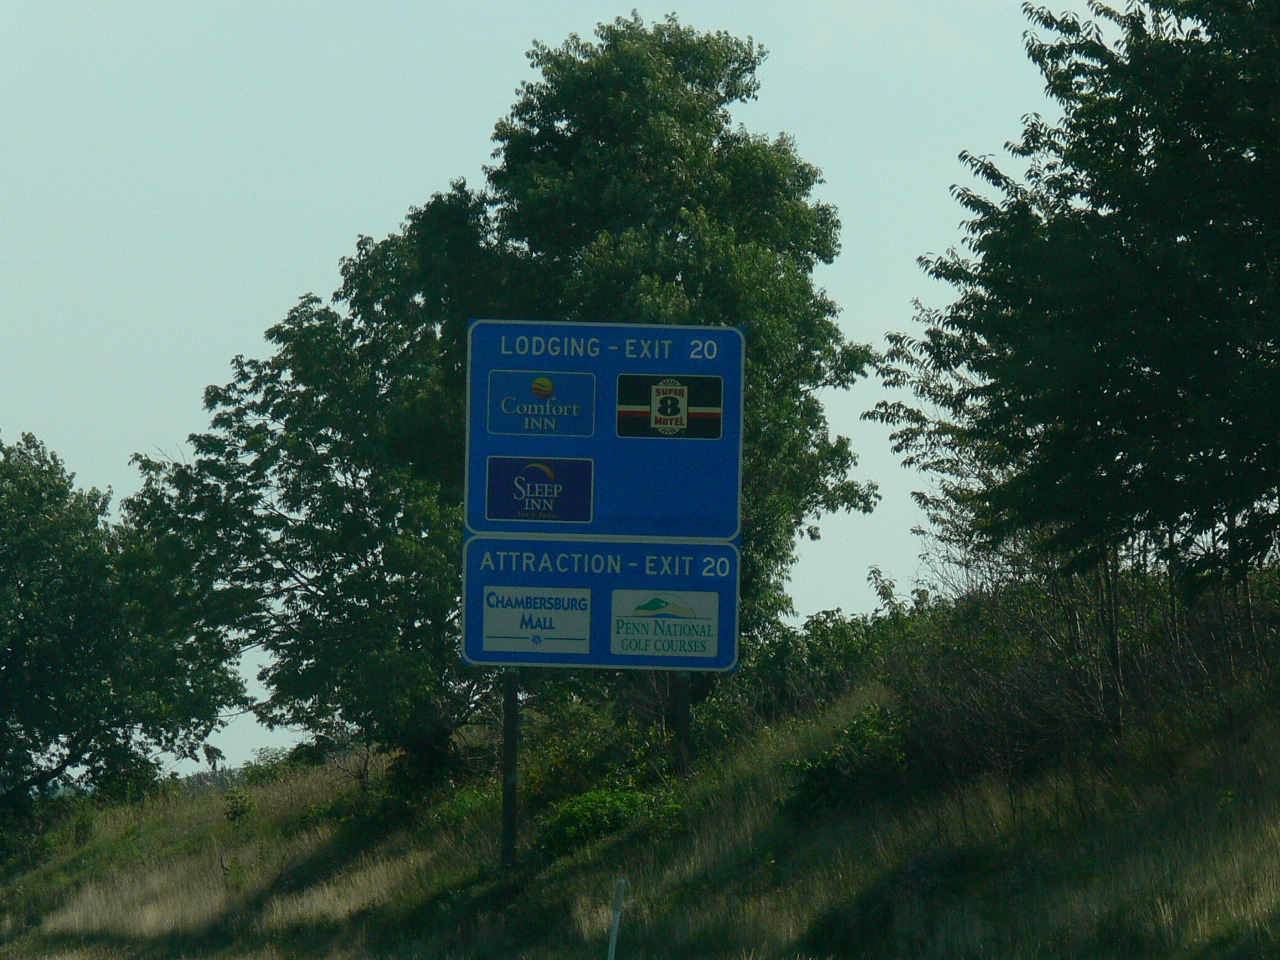 LODGING - EXIT 20
Comfort
INN
SUPER
8
MOTEL
SLEEP
INN
ATTRACTION - EXIT 20
CHAMBERSBURG
MALL
PENN NATIONAL
GOLF COURSES